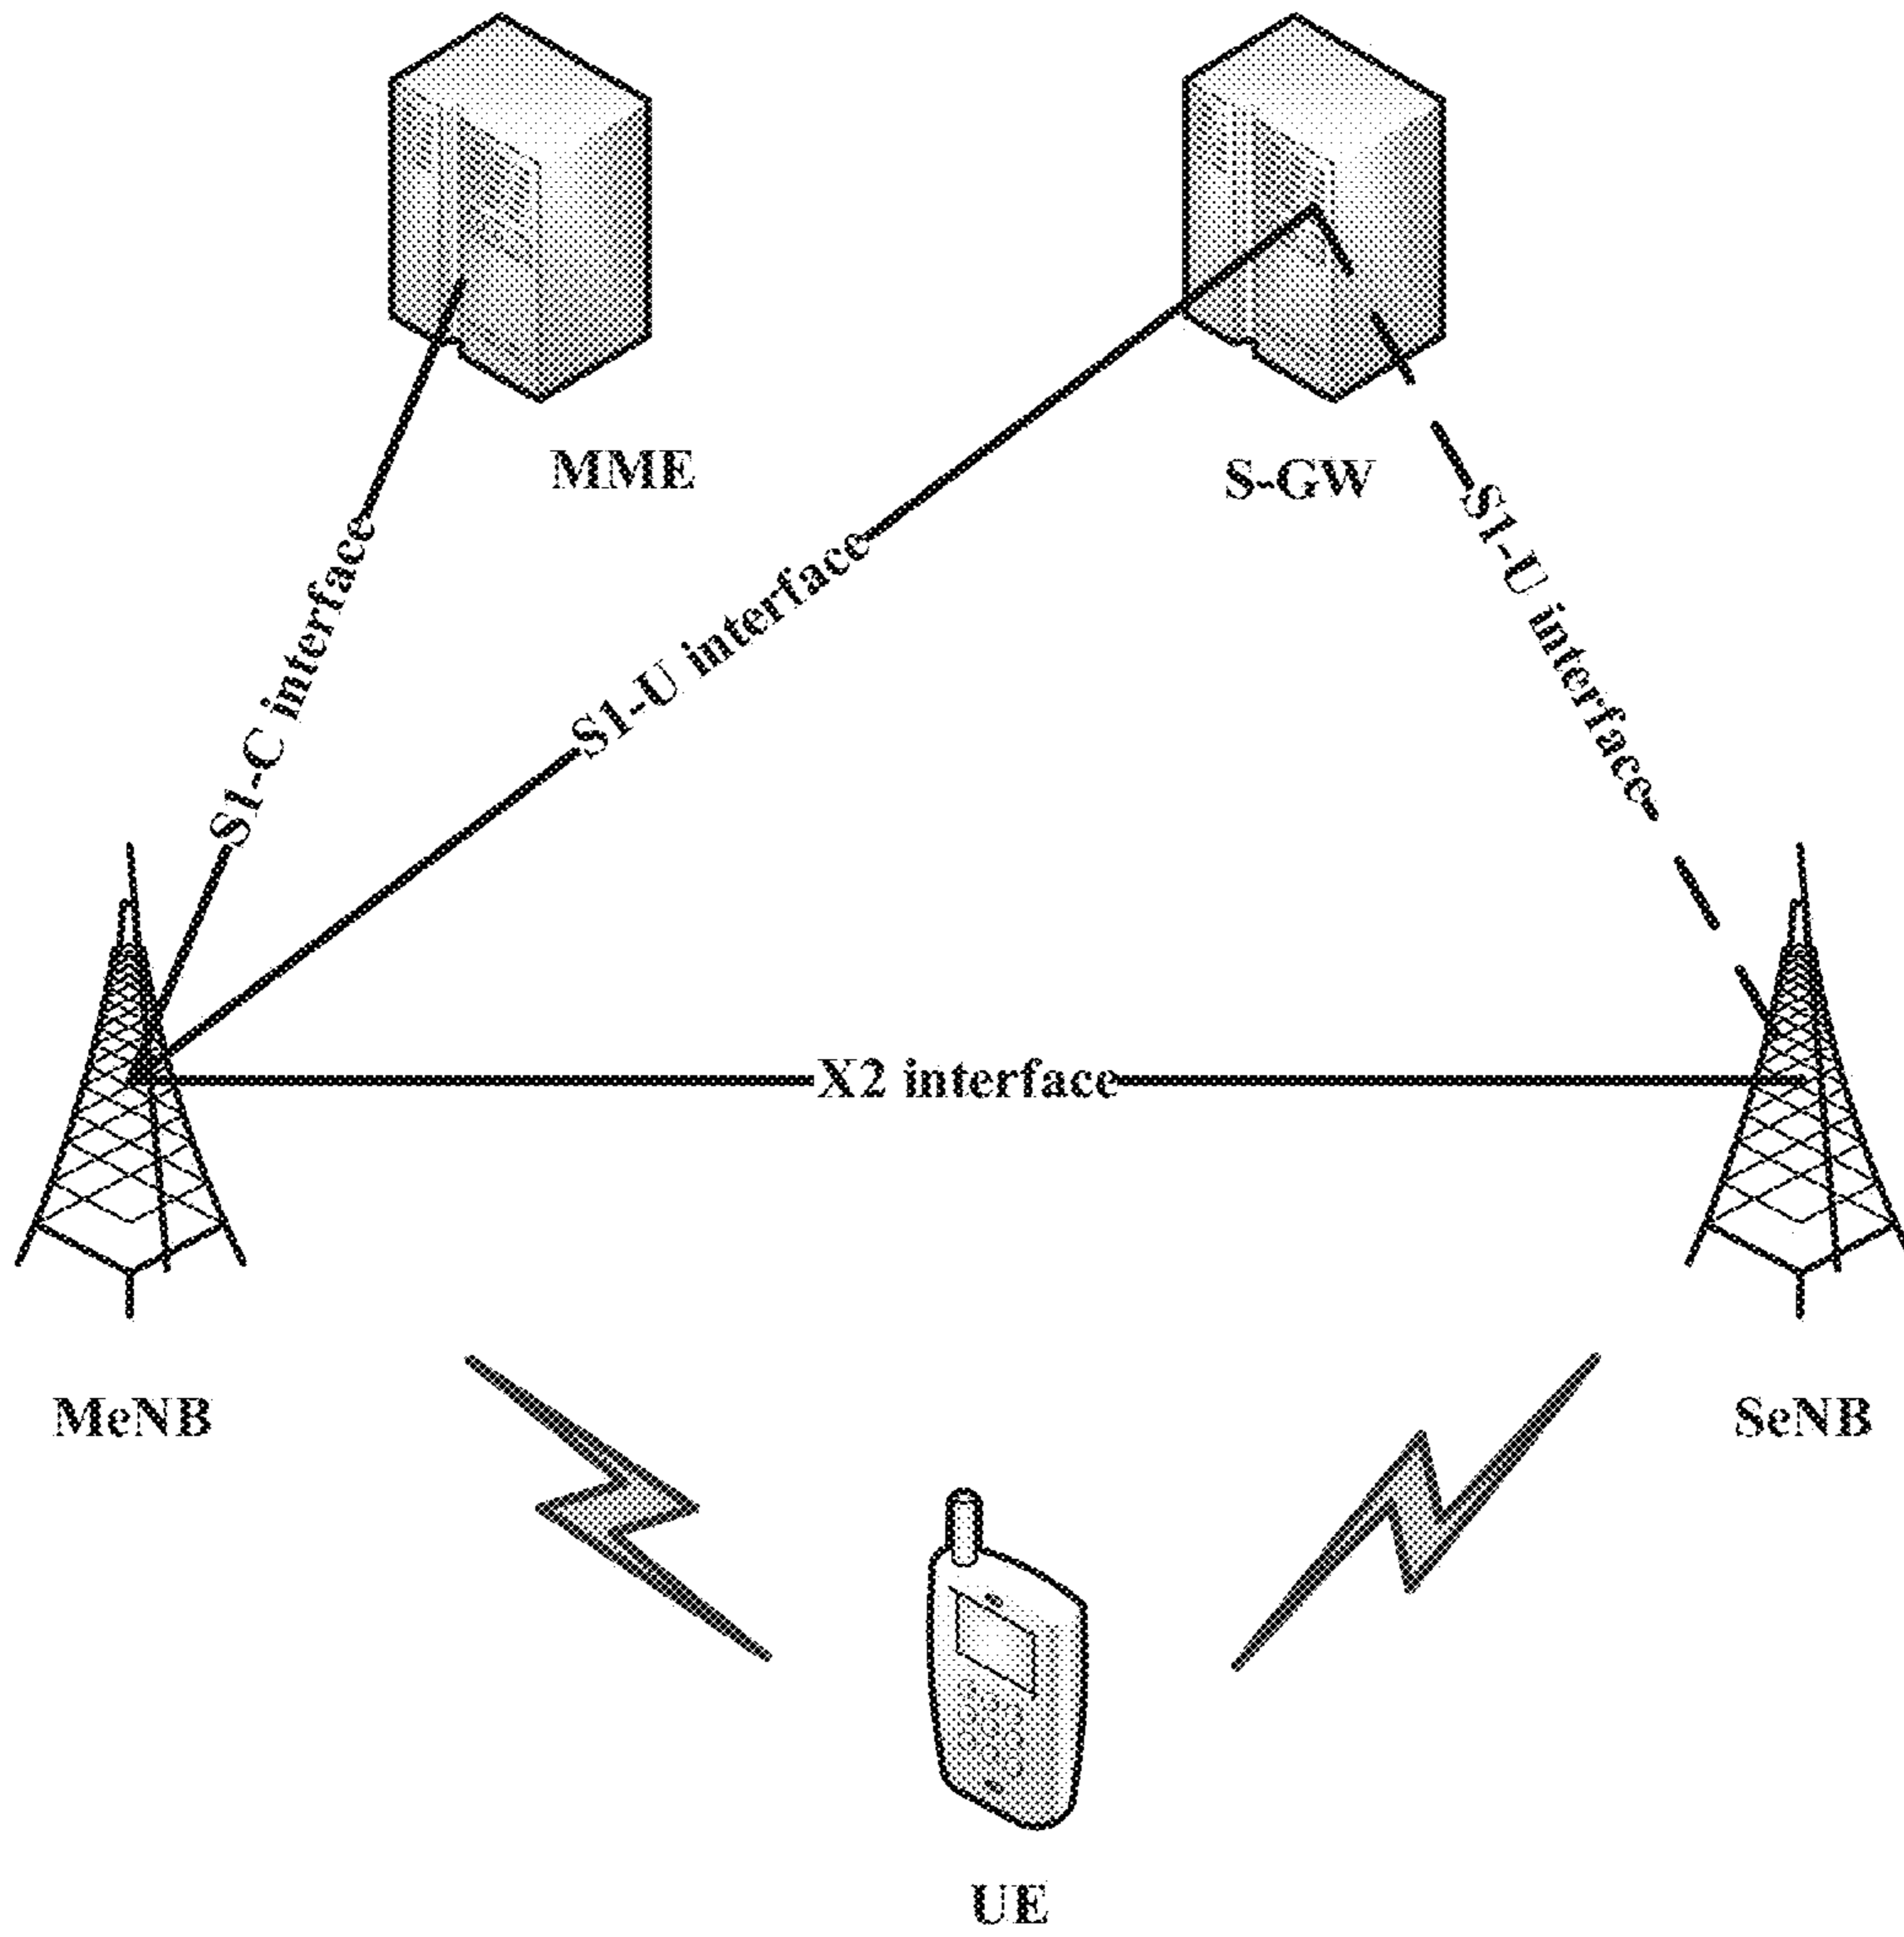 MME
S-GW
S1-C interface
S1-U interface
S1-U interface
X2 interface
MeNB
SeNB
UE